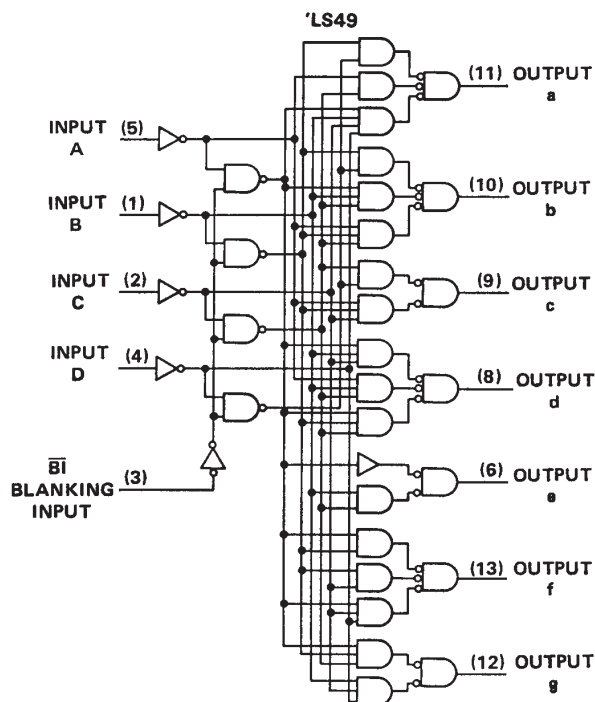 'LS49
(11) OUTPUT
a
INPUT (5)
A
(10) OUTPUT
b
INPUT (1)
B
INPUT (2)
C
(9) OUTPUT
c
INPUT (4)
D
(8) OUTPUT
d
BI
BLANKING (3)
INPUT
(6) OUTPUT
e
(13) OUTPUT
f
(12) OUTPUT
g